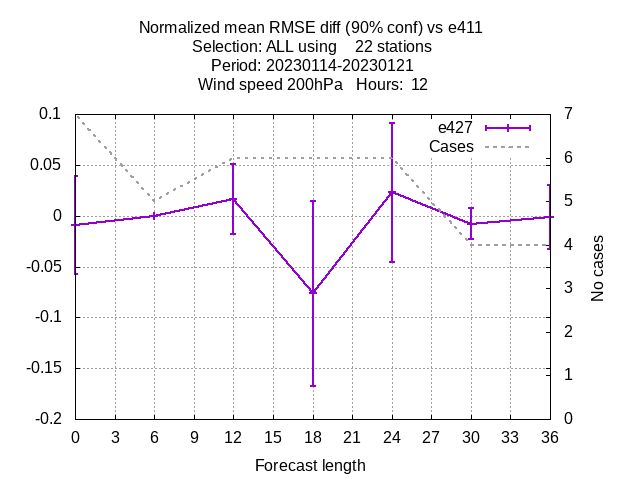 Normalized mean RMSE diff (90% conf) vs e411
Selection: ALL using    22 stations
Period: 20230114-20230121
Wind speed 200hPa   Hours:  12
e427
Cases
0.1
0.05
0
-0.05
-0.1
-0.15
-0.2
7
6
5
4
3
2
1
0
No cases
0 3 6 9 12 15 18 21 24 27 30 33 36
Forecast length